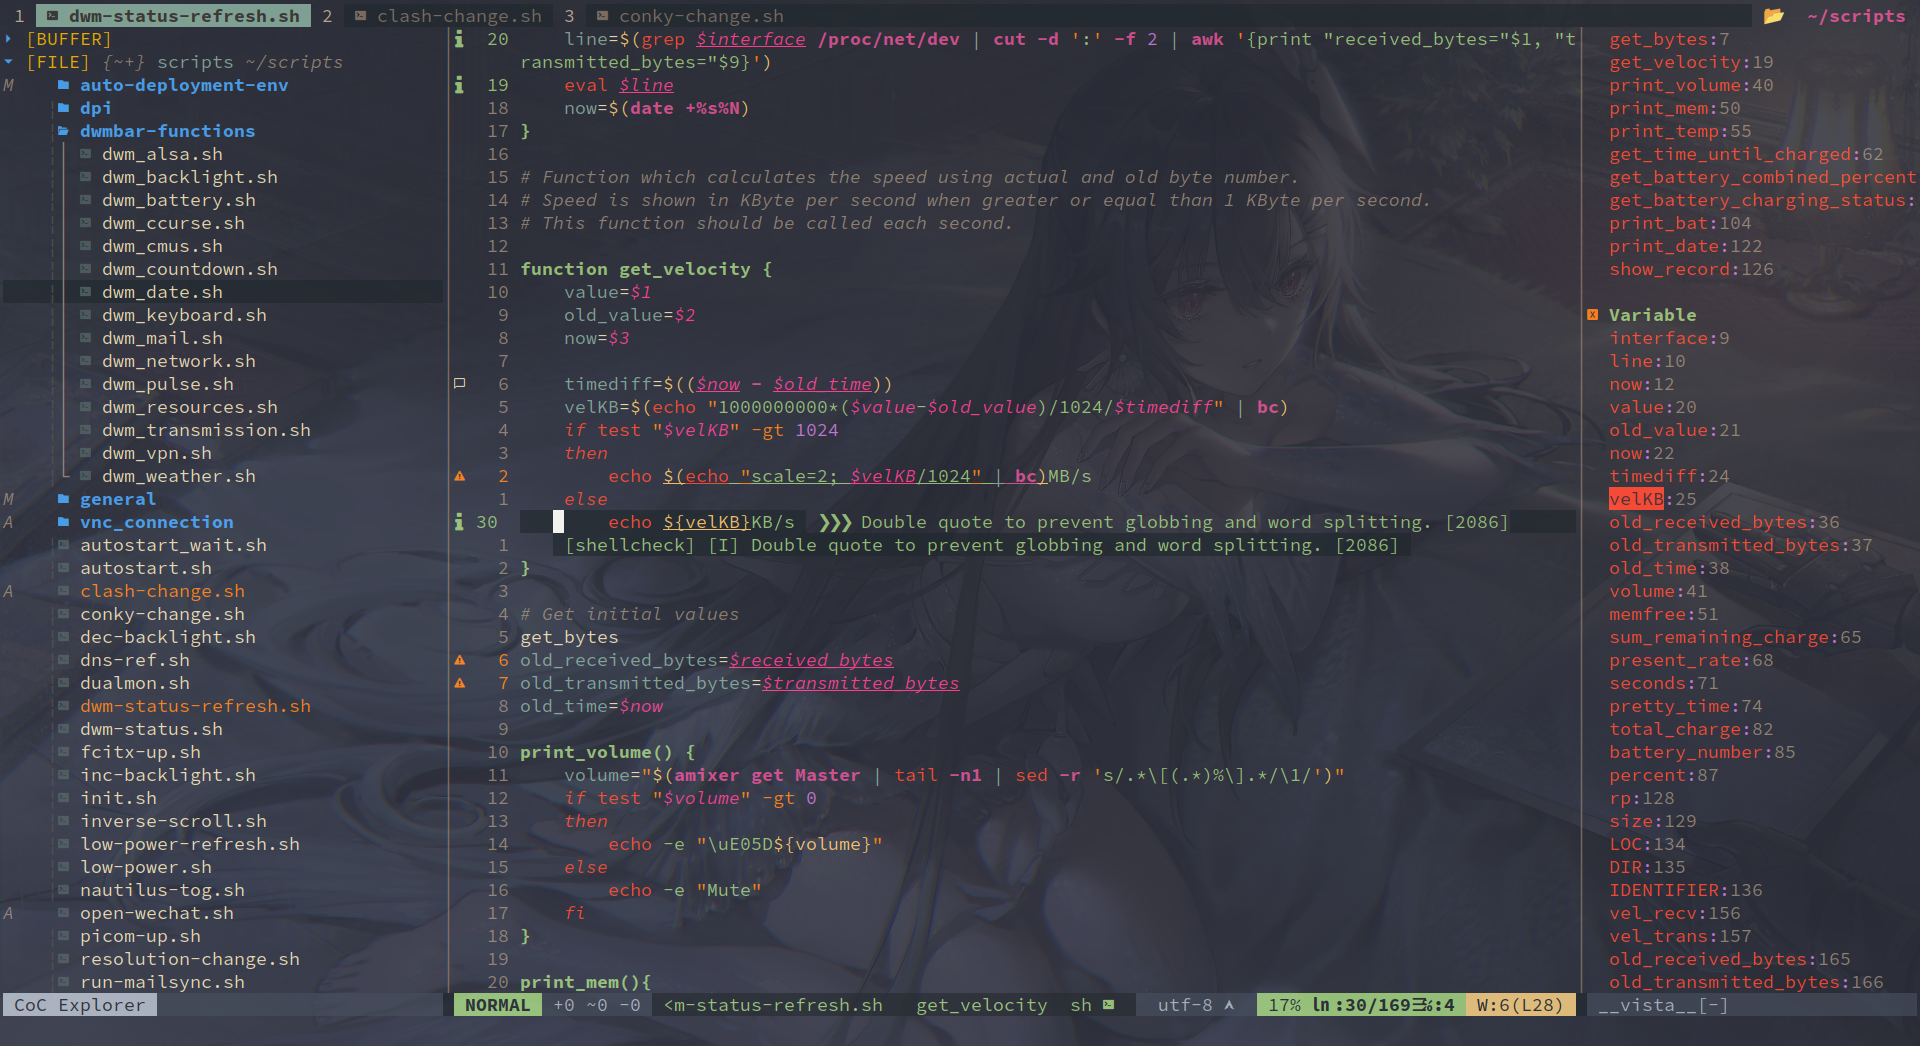 1 dwm-status-refresh.sh 2 clash-change.sh 3 conky-change.sh ~/scripts
[BUFFER]
[FILE] {~+} scripts ~/scripts
M auto-deployment-env
dpi
dwmbar-functions
dwm_alsa.sh
dwm_backlight.sh
dwm_battery.sh
dwm_ccurse.sh
dwm_cmus.sh
dwm_countdown.sh
dwm_date.sh
dwm_keyboard.sh
dwm_mail.sh
dwm_network.sh
dwm_pulse.sh
dwm_resources.sh
dwm_transmission.sh
dwm_vpn.sh
dwm_weather.sh
M general
A vnc_connection
autostart_wait.sh
autostart.sh
A clash-change.sh
conky-change.sh
dec-backlight.sh
dns-ref.sh
dualmon.sh
dwm-status-refresh.sh
dwm-status.sh
fcitx-up.sh
inc-backlight.sh
init.sh
inverse-scroll.sh
low-power-refresh.sh
low-power.sh
nautilus-tog.sh
A open-wechat.sh
picom-up.sh
resolution-change.sh
run-mailsync.sh
20 line=$(grep $interface /proc/net/dev | cut -d ':' -f 2 | awk '{print "received_bytes="$1, "t
ransmitted_bytes="$9}')
19 eval $line
18 now=$(date +%s%N)
17 }
16
15 # Function which calculates the speed using actual and old byte number.
14 # Speed is shown in KByte per second when greater or equal than 1 KByte per second.
13 # This function should be called each second.
12
11 function get_velocity {
10 value=$1
9 old_value=$2
8 now=$3
7
6 timediff=$(($now - $old_time))
5 velKB=$(echo "1000000000*($value-$old_value)/1024/$timediff" | bc)
4 if test "$velKB" -gt 1024
3 then
2 echo $(echo "scale=2; $velKB/1024" | bc)MB/s
1 else
30 echo ${velKB}KB/s ❯❯❯ Double quote to prevent globbing and word splitting. [2086]
1 [shellcheck] [I] Double quote to prevent globbing and word splitting. [2086]
2 }
3
4 # Get initial values
5 get_bytes
6 old_received_bytes=$received_bytes
7 old_transmitted_bytes=$transmitted_bytes
8 old_time=$now
9
10 print_volume() {
11 volume="$(amixer get Master | tail -n1 | sed -r 's/.*\[(.*)%\].*/\1/')"
12 if test "$volume" -gt 0
13 then
14 echo -e "\uE05D${volume}"
15 else
16 echo -e "Mute"
17 fi
18 }
19
20 print_mem(){
get_bytes:7
get_velocity:19
print_volume:40
print_mem:50
print_temp:55
get_time_until_charged:62
get_battery_combined_percent
get_battery_charging_status:
print_bat:104
print_date:122
show_record:126
Variable
interface:9
line:10
now:12
value:20
old_value:21
now:22
timediff:24
velKB:25
old_received_bytes:36
old_transmitted_bytes:37
old_time:38
volume:41
memfree:51
sum_remaining_charge:65
present_rate:68
seconds:71
pretty_time:74
total_charge:82
battery_number:85
percent:87
rp:128
size:129
LOC:134
DIR:135
IDENTIFIER:136
vel_recv:156
vel_trans:157
old_received_bytes:165
old_transmitted_bytes:166
CoC Explorer NORMAL +0 ~0 -0 <m-status-refresh.sh get_velocity sh utf-8 17% ln:30/169☰%:4 W:6(L28) __vista__[-]